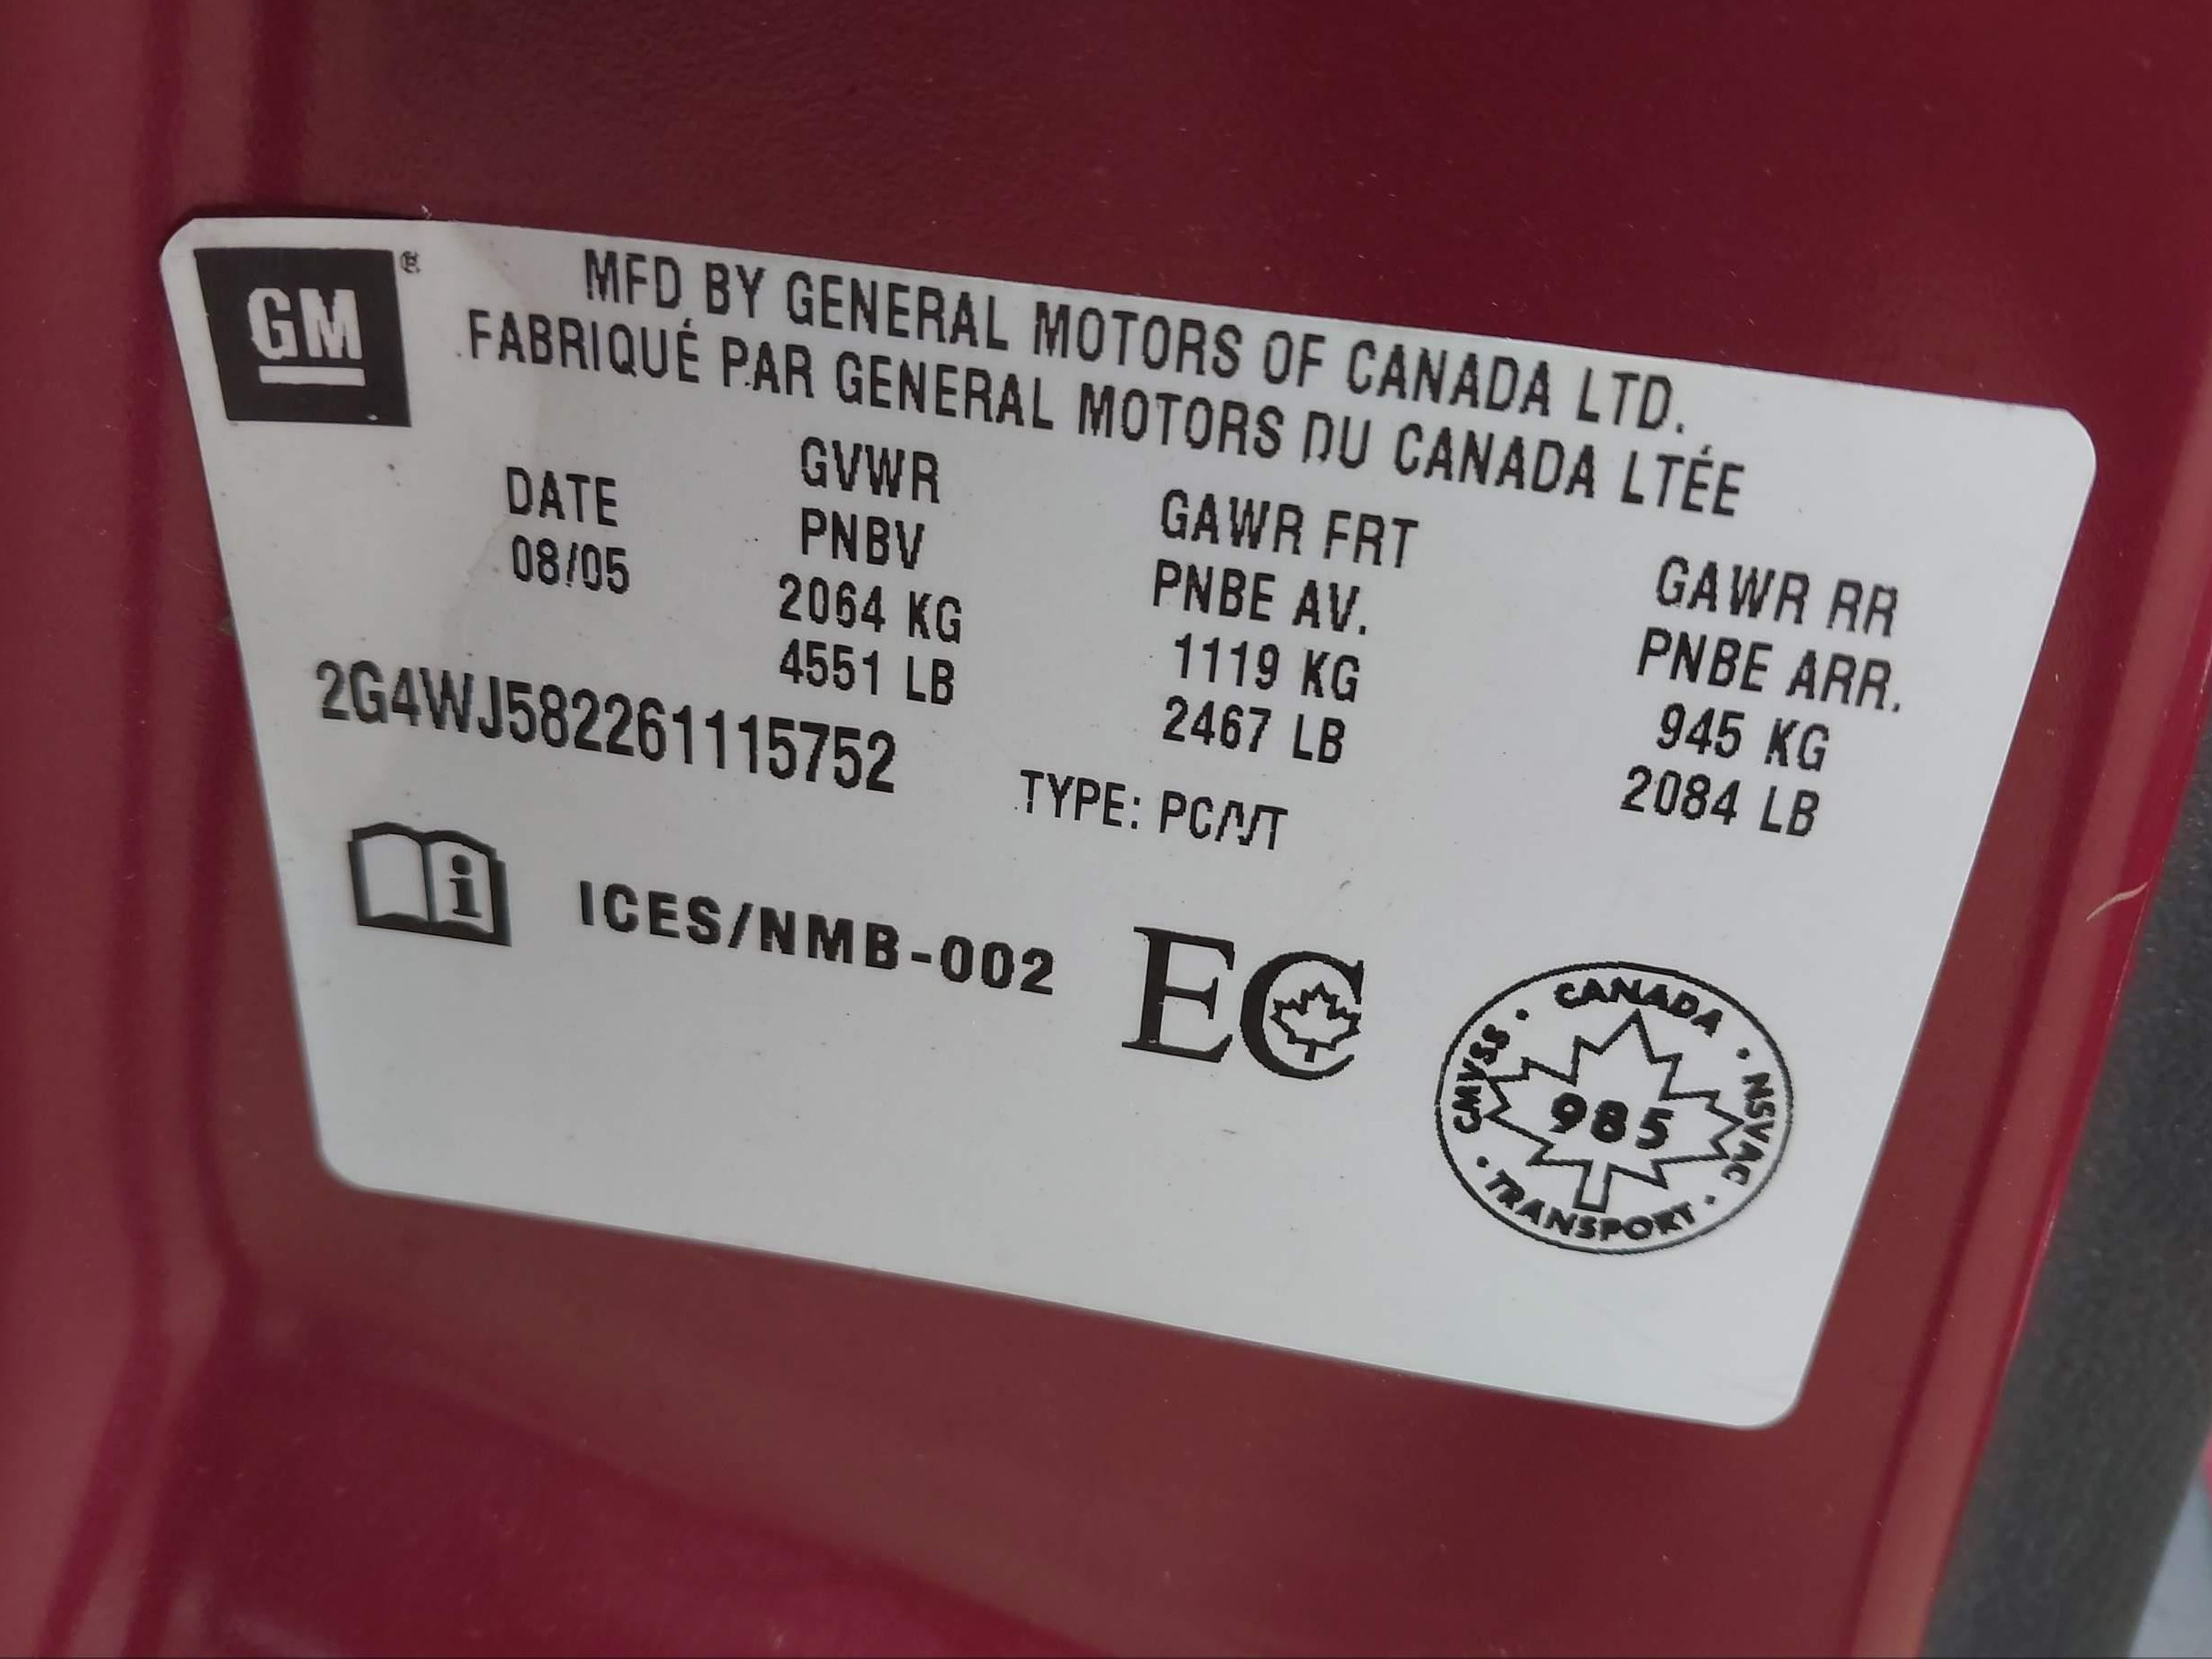 GM ®
MFD BY GENERAL MOTORS OF CANADA LTD.
FABRIQUÉ PAR GENERAL MOTORS DU CANADA LTÉE
DATE
08/05
GVWR
PNBV
2064 KG
4551 LB
GAWR FRT
PNBE AV.
1119 KG
2467 LB
GAWR RR
PNBE ARR.
945 KG
2084 LB
2G4WJ582261115752
TYPE: PC/V/T
i
ICES/NMB-002
EC
CANADA · NSVAC · TRANSPORT · CMVSS ·
985